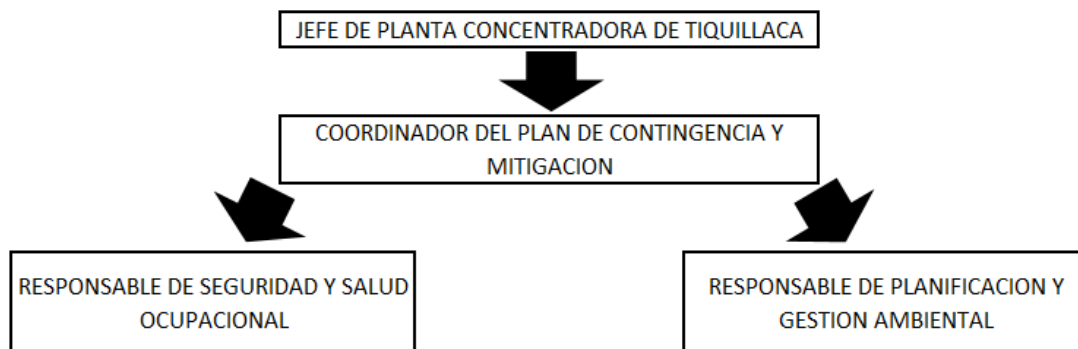 JEFE DE PLANTA CONCENTRADORA DE TIQUILLACA
COORDINADOR DEL PLAN DE CONTINGENCIA Y
MITIGACION
RESPONSABLE DE SEGURIDAD Y SALUD
OCUPACIONAL
RESPONSABLE DE PLANIFICACION Y
GESTION AMBIENTAL